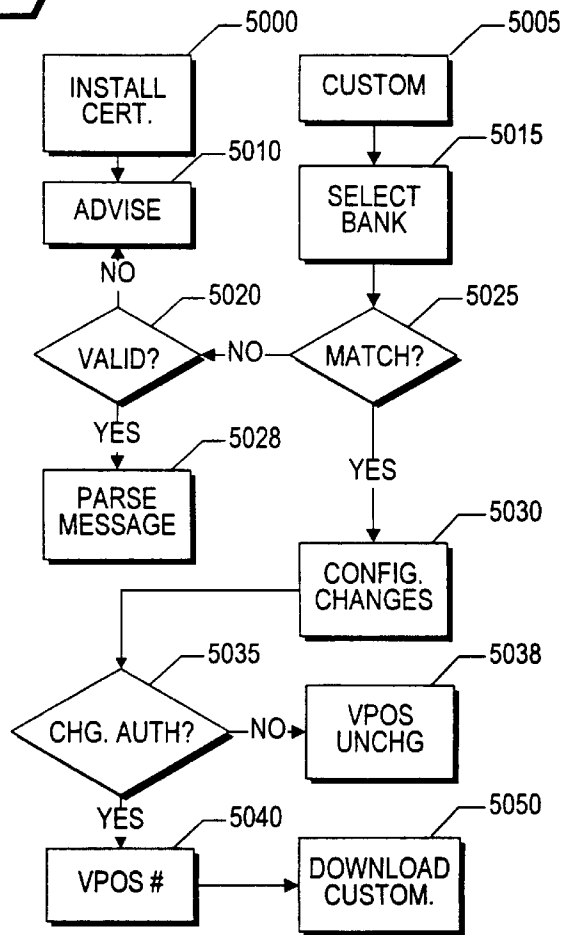 5000
5005
INSTALL
CERT.
CUSTOM
5010
5015
ADVISE
SELECT
BANK
NO
5020
5025
VALID?
NO
MATCH?
YES
5028
YES
PARSE
MESSAGE
5030
CONFIG.
CHANGES
5035
5038
CHG. AUTH?
NO
VPOS
UNCHG
YES
5040
5050
VPOS #
DOWNLOAD
CUSTOM.